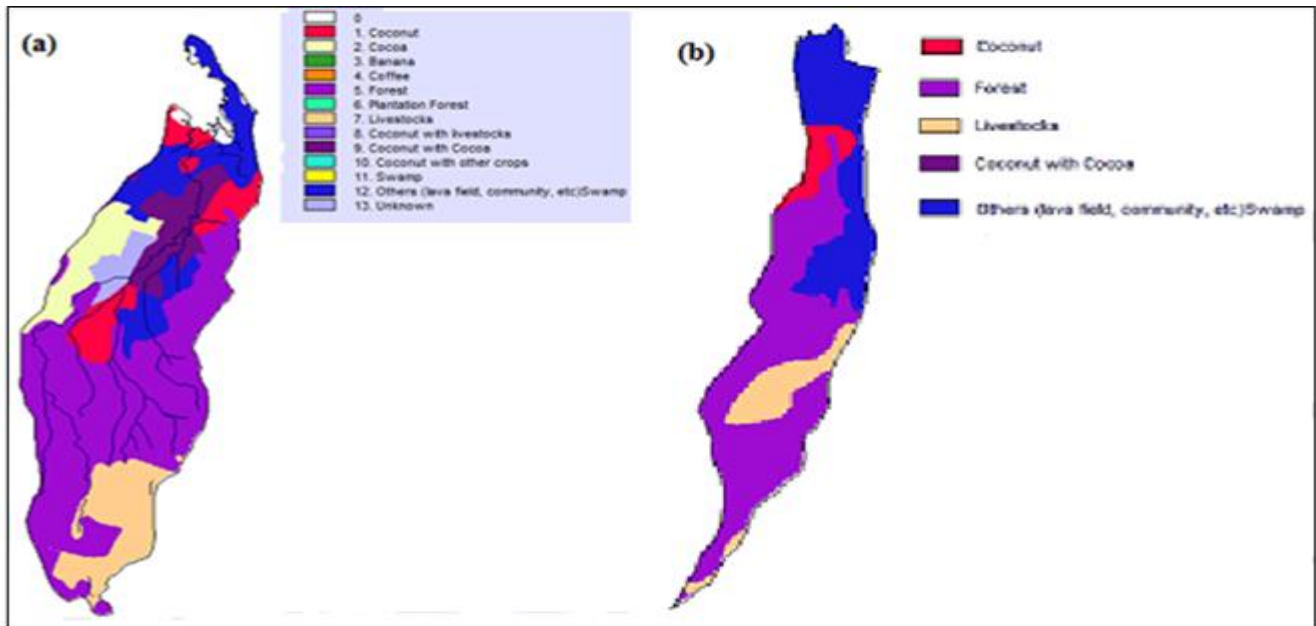 (a)
0
1. Coconut
2. Cocoa
3. Banana
4. Coffee
5. Forest
6. Plantation Forest
7. Livestocks
8. Coconut with livestocks
9. Coconut with Cocoa
10. Coconut with other crops
11. Swamp
12. Others (lava field, community, etc)Swamp
13. Unknown
(b)
Coconut
Forest
Livestocks
Coconut with Cocoa
Others (lava field, community, etc)Swamp